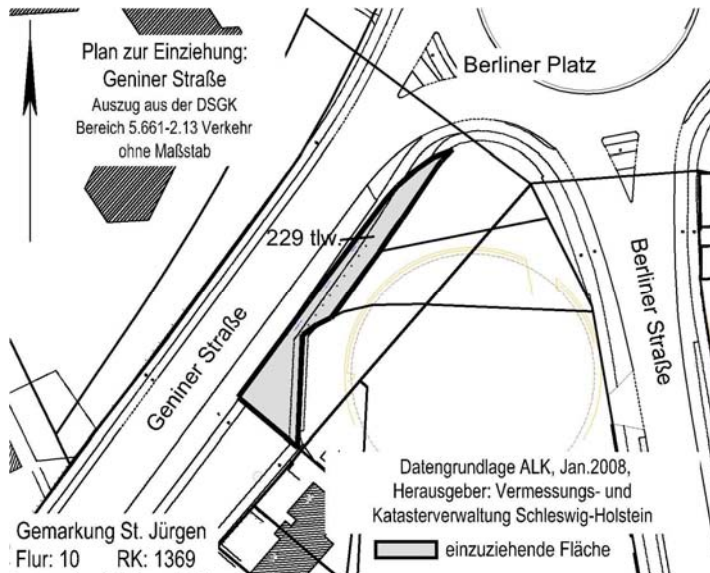 Plan zur Einziehung:
Geniner Straße
Auszug aus der DSGK
Bereich 5.661-2.13 Verkehr
ohne Maßstab
Berliner Platz
229 tlw.
Geniner Straße
Berliner Straße
Datengrundlage ALK, Jan.2008,
Herausgeber: Vermessungs- und
Katasterverwaltung Schleswig-Holstein
einzuziehende Fläche
Gemarkung St. Jürgen
Flur: 10 RK: 1369